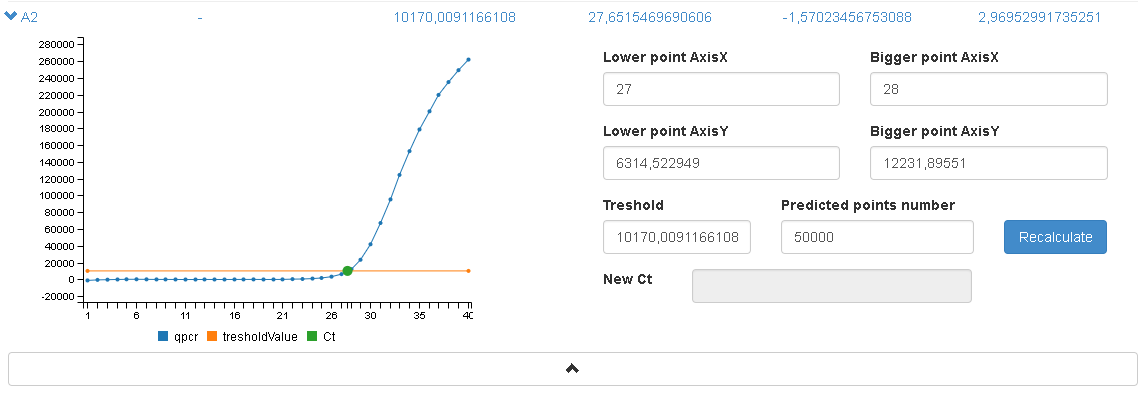 A2 - 10170,0091166108 27,6515469690606 -1,57023456753088 2,96952991735251
280000
260000
240000
220000
200000
180000
160000
140000
120000
100000
80000
60000
40000
20000
0
-20000
1 6 11 16 21 26 30 35 40
qpcr tresholdValue Ct
Lower point AxisX Bigger point AxisX
27 28
Lower point AxisY Bigger point AxisY
6314,522949 12231,89551
Treshold Predicted points number
10170,0091166108 50000 Recalculate
New Ct